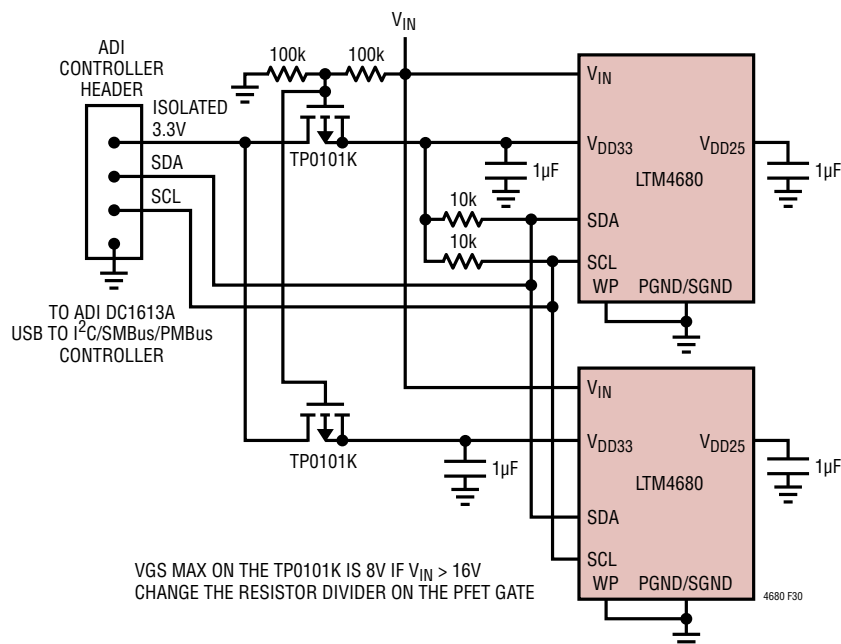 VIN
ADI
CONTROLLER
HEADER
100k
100k
ISOLATED
3.3V
SDA
SCL
TP0101K
1µF
10k
10k
VIN
VDD33
VDD25
LTM4680
SDA
SCL
WP
PGND/SGND
1µF
TO ADI DC1613A
USB TO I2C/SMBus/PMBus
CONTROLLER
TP0101K
1µF
VIN
VDD33
VDD25
LTM4680
SDA
SCL
WP
PGND/SGND
1µF
VGS MAX ON THE TP0101K IS 8V IF VIN > 16V
CHANGE THE RESISTOR DIVIDER ON THE PFET GATE
4680 F30